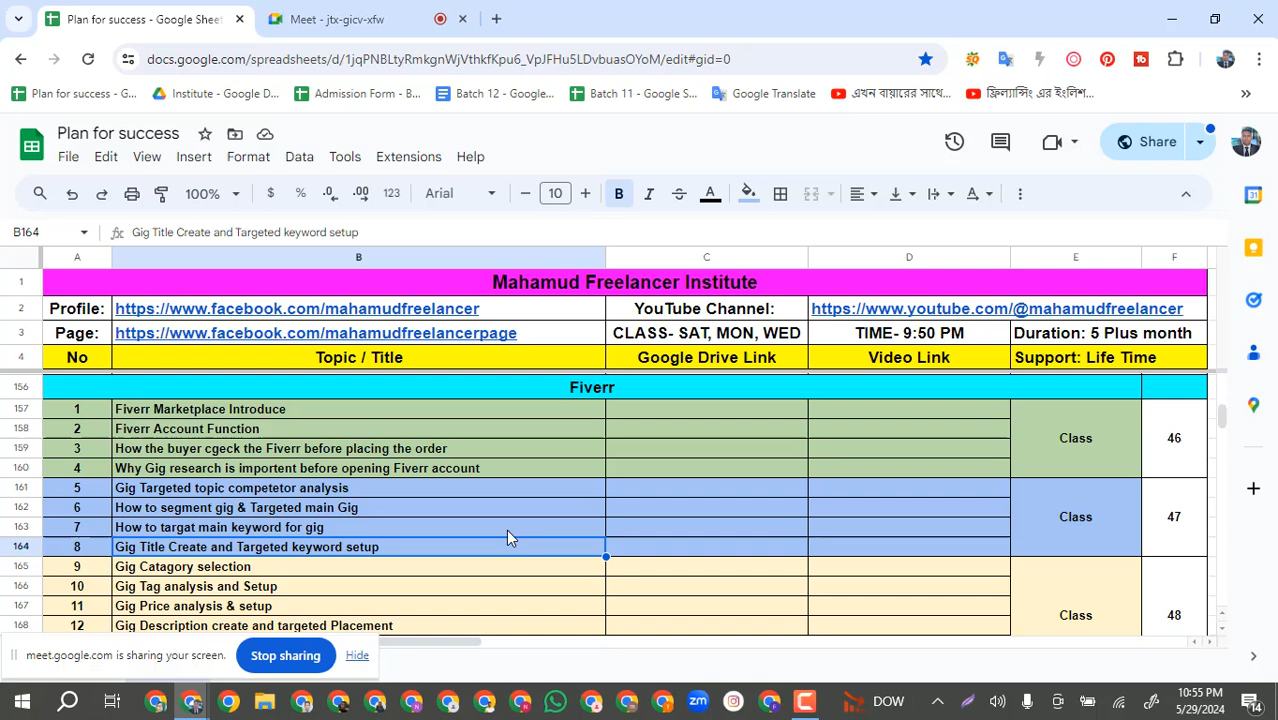 Plan for success - Google Shee
Meet - jtx-gicv-xfw
docs.google.com/spreadsheets/d/1jqPNBLtyRmkgnWjVthkfKpu6_VpJFHu5LDvbuasOYoM/edit#gid=0
Plan for success - G...
Institute - Google D...
Admission Form - B...
Batch 12 - Google...
Batch 11 - Google S...
Google Translate
এখন বায়ারের সাথে...
ফ্রিল্যান্সিং এর ইংলিশ...
Plan for success
Share
File Edit View Insert Format Data Tools Extensions Help
100% $ % .0 .00 123 Arial 10 B I A
B164 fx Gig Title Create and Targeted keyword setup
A B C D E F
1 Mahamud Freelancer Institute
2 Profile: https://www.facebook.com/mahamudfreelancer YouTube Channel: https://www.youtube.com/@mahamudfreelancer
3 Page: https://www.facebook.com/mahamudfreelancerpage CLASS- SAT, MON, WED TIME- 9:50 PM Duration: 5 Plus month
4 No Topic / Title Google Drive Link Video Link Support: Life Time
156 Fiverr
157 1 Fiverr Marketplace Introduce
158 2 Fiverr Account Function
159 3 How the buyer cgeck the Fiverr before placing the order
Class 46
160 4 Why Gig research is importent before opening Fiverr account
161 5 Gig Targeted topic competetor analysis
162 6 How to segment gig & Targeted main Gig
Class 47
163 7 How to targat main keyword for gig
164 8 Gig Title Create and Targeted keyword setup
165 9 Gig Catagory selection
166 10 Gig Tag analysis and Setup
167 11 Gig Price analysis & setup
Class 48
168 12 Gig Description create and targeted Placement
meet.google.com is sharing your screen. Stop sharing Hide
DOW
10:55 PM
5/29/2024
14